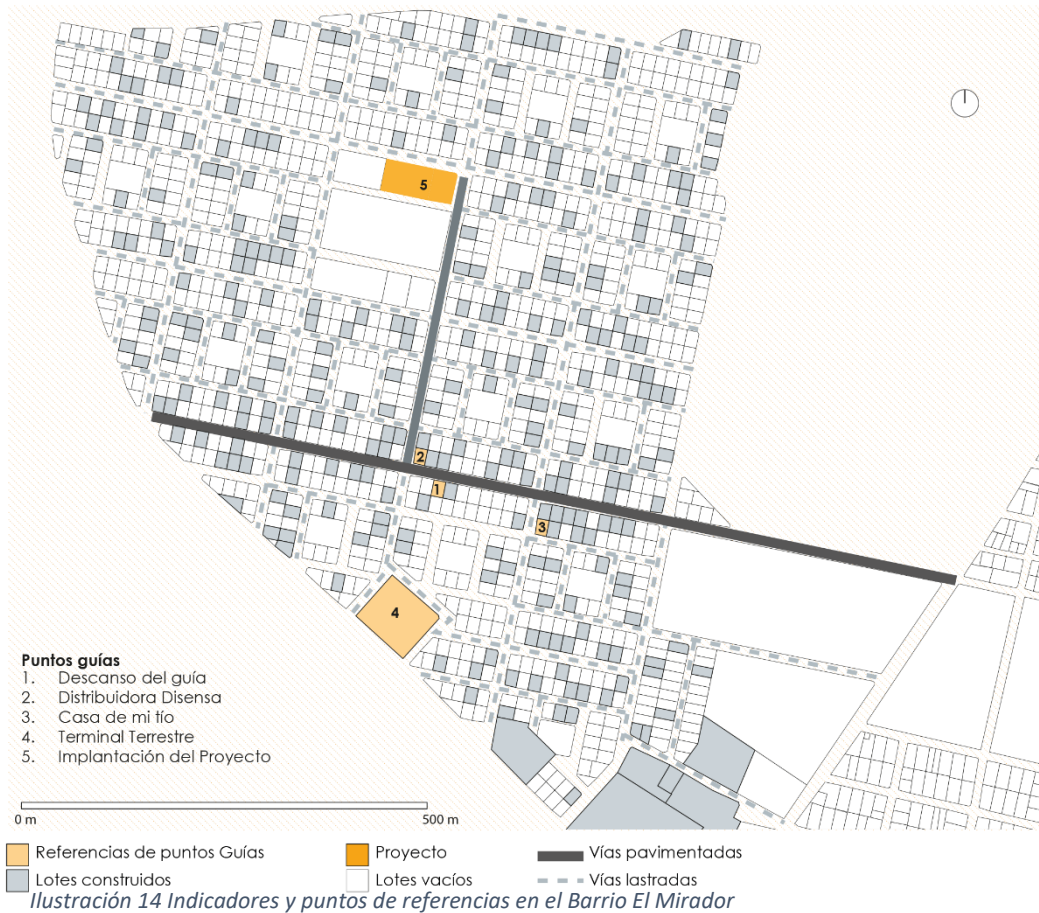 5
2
1
3
4
Puntos guías
1. Descanso del guía
2. Distribuidora Disensa
3. Casa de mi tío
4. Terminal Terrestre
5. Implantación del Proyecto
0 m 500 m
Referencias de puntos Guías Proyecto Vías pavimentadas
Lotes construidos Lotes vacíos Vías lastradas
Ilustración 14 Indicadores y puntos de referencias en el Barrio El Mirador